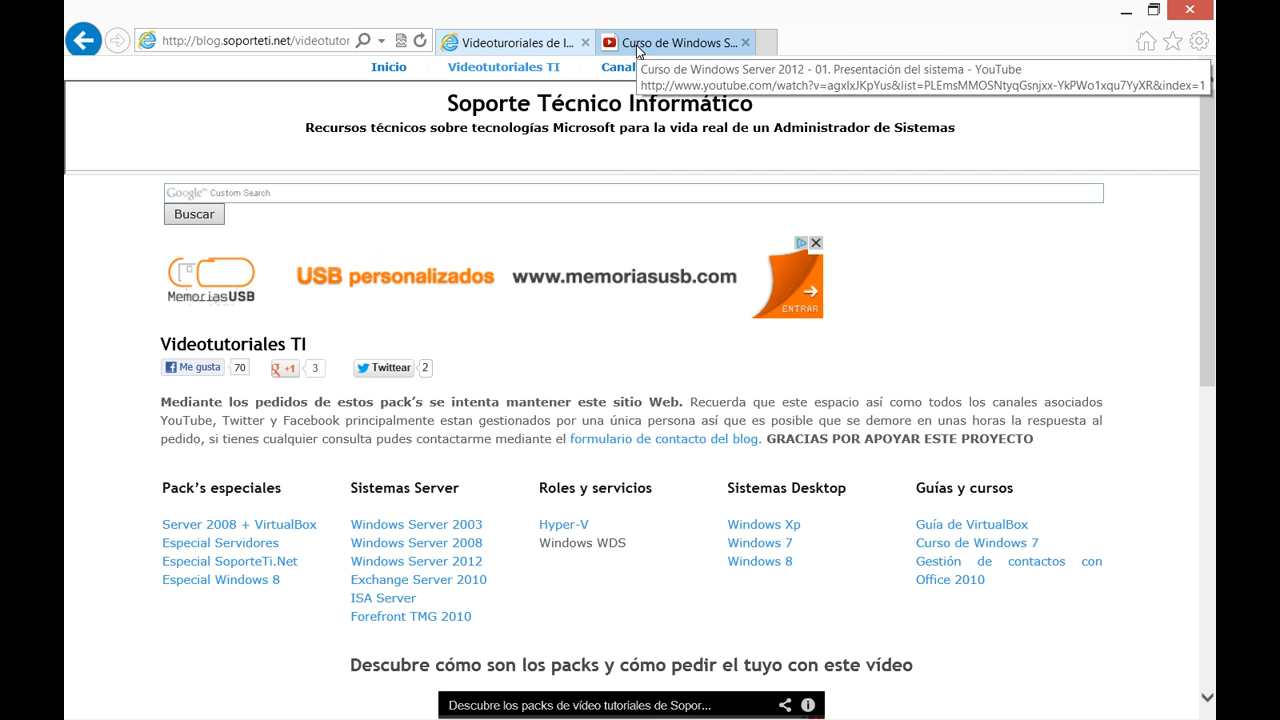 http://blog.soporteti.net/videotutor
Videotutoriales de I...
Curso de Windows S...
Inicio
Videotutoriales TI
Canal
Curso de Windows Server 2012 - 01. Presentación del sistema - YouTube
http://www.youtube.com/watch?v=agxIxJKpYus&list=PLEmsMMOSNtyqGsnjxx-YkPWo1xqu7YyXR&index=1
Soporte Técnico Informático
Recursos técnicos sobre tecnologías Microsoft para la vida real de un Administrador de Sistemas
Google™ Custom Search
Buscar
MemoriasUSB
USB personalizados www.memoriasusb.com
ENTRAR
Videotutoriales TI
Me gusta 70 +1 3 Twittear 2
Mediante los pedidos de estos pack's se intenta mantener este sitio Web. Recuerda que este espacio así como todos los canales asociados
YouTube, Twitter y Facebook principalmente estan gestionados por una única persona así que es posible que se demore en unas horas la respuesta al
pedido, si tienes cualquier consulta pudes contactarme mediante el formulario de contacto del blog. GRACIAS POR APOYAR ESTE PROYECTO
Pack's especiales
Server 2008 + VirtualBox
Especial Servidores
Especial SoporteTi.Net
Especial Windows 8
Sistemas Server
Windows Server 2003
Windows Server 2008
Windows Server 2012
Exchange Server 2010
ISA Server
Forefront TMG 2010
Roles y servicios
Hyper-V
Windows WDS
Sistemas Desktop
Windows Xp
Windows 7
Windows 8
Guías y cursos
Guía de VirtualBox
Curso de Windows 7
Gestión de contactos con
Office 2010
Descubre cómo son los packs y cómo pedir el tuyo con este vídeo
Descubre los packs de vídeo tutoriales de Sopor...